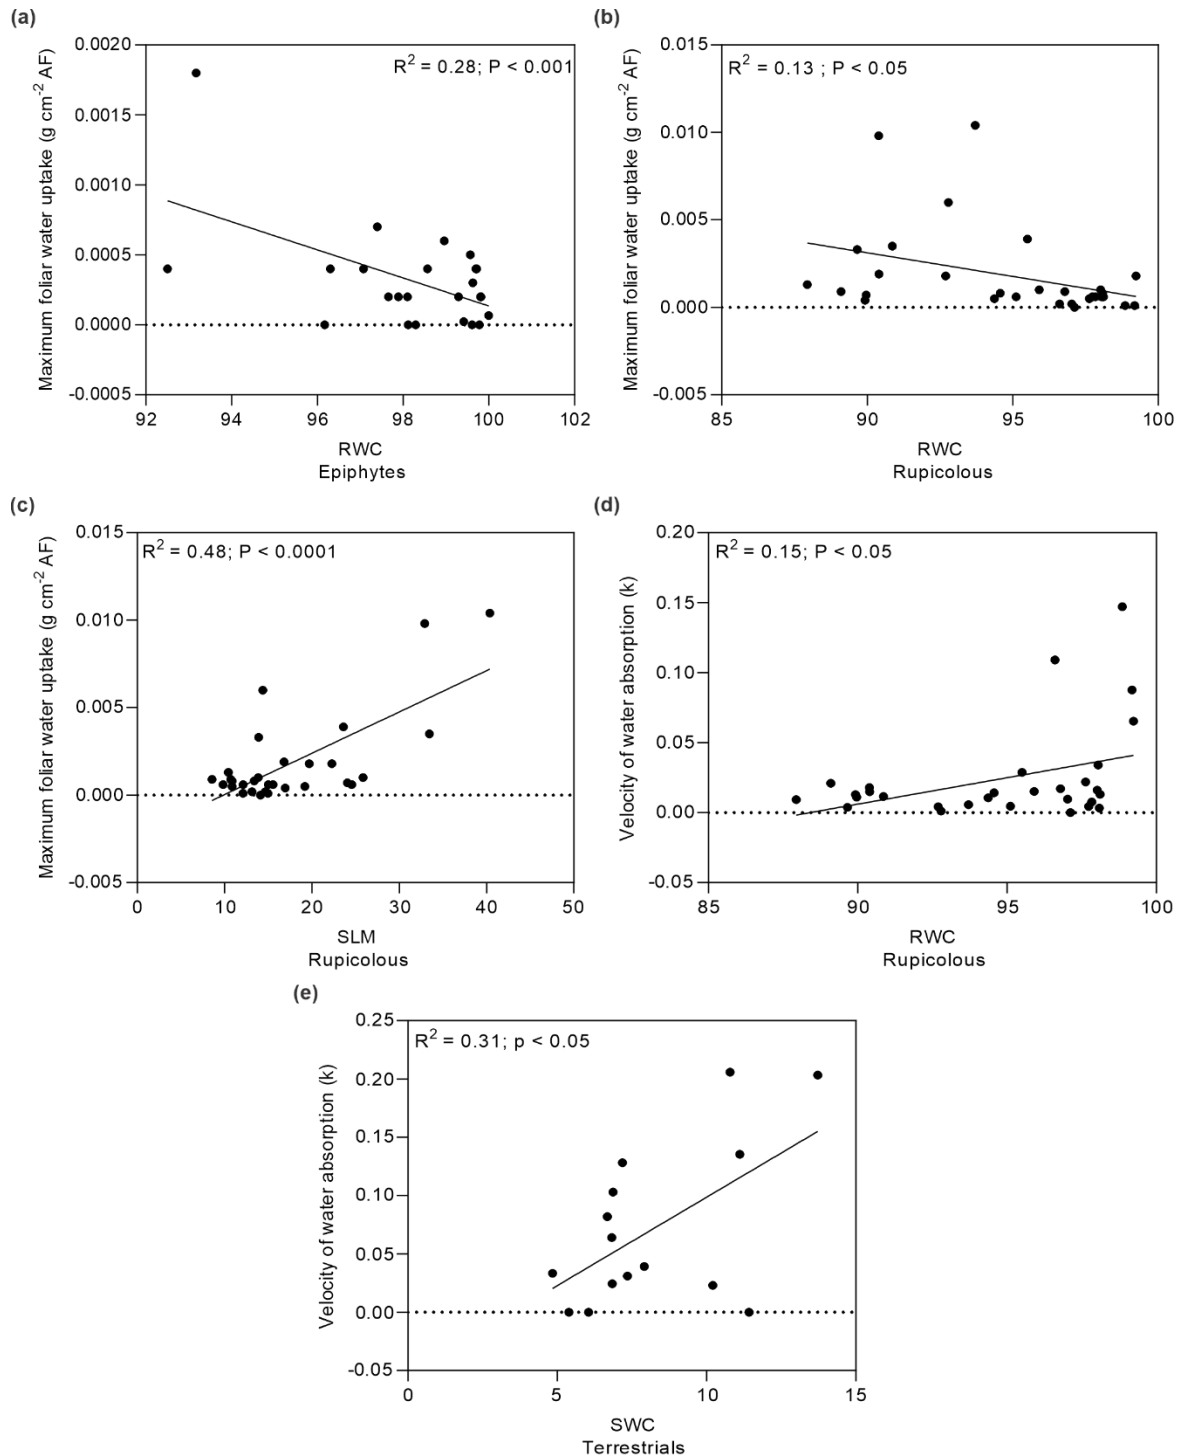 (a)
R² = 0.28; P < 0.001
Maximum foliar water uptake (g cm⁻² AF)
0.0020
0.0015
0.0010
0.0005
0.0000
-0.0005
92 94 96 98 100 102
RWC
Epiphytes
(b)
R² = 0.13 ; P < 0.05
Maximum foliar water uptake (g cm⁻² AF)
0.015
0.010
0.005
0.000
-0.005
85 90 95 100
RWC
Rupicolous
(c)
R² = 0.48; P < 0.0001
Maximum foliar water uptake (g cm⁻² AF)
0.015
0.010
0.005
0.000
-0.005
0 10 20 30 40 50
SLM
Rupicolous
(d)
R² = 0.15; P < 0.05
Velocity of water absorption (k)
0.20
0.15
0.10
0.05
0.00
-0.05
85 90 95 100
RWC
Rupicolous
(e)
R² = 0.31; p < 0.05
Velocity of water absorption (k)
0.25
0.20
0.15
0.10
0.05
0.00
-0.05
0 5 10 15
SWC
Terrestrials